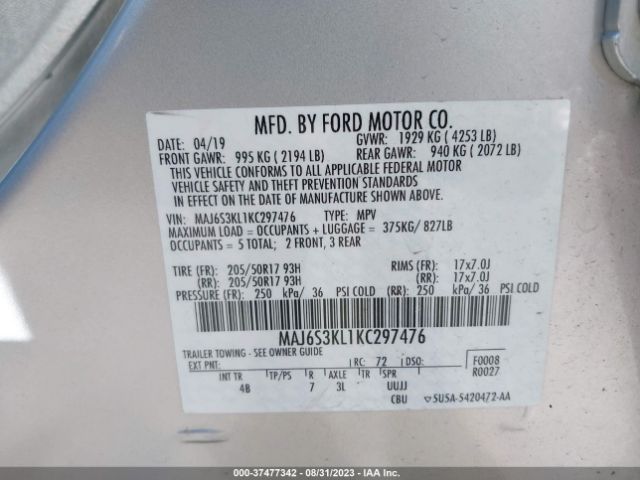 MFD. BY FORD MOTOR CO.
DATE: 04/19 GVWR: 1929 KG ( 4253 LB)
FRONT GAWR: 995 KG ( 2194 LB) REAR GAWR: 940 KG ( 2072 LB)
THIS VEHICLE CONFORMS TO ALL APPLICABLE FEDERAL MOTOR
VEHICLE SAFETY AND THEFT PREVENTION STANDARDS
IN EFFECT ON THE DATE OF MANUFACTURE SHOWN ABOVE.
VIN: MAJ6S3KL1KC297476 TYPE: MPV
MAXIMUM LOAD = OCCUPANTS + LUGGAGE = 375KG/ 827LB
OCCUPANTS = 5 TOTAL; 2 FRONT, 3 REAR
TIRE (FR): 205/50R17 93H RIMS (FR): 17x7.0J
(RR): 205/50R17 93H (RR): 17x7.0J
PRESSURE (FR): 250 kPa/ 36 PSI COLD (RR): 250 kPa/ 36 PSI COLD
MAJ6S3KL1KC297476
TRAILER TOWING - SEE OWNER GUIDE
EXT PNT: RC: 72 DSO: F0008
R0027
INT TR TP/PS R AXLE TR SPR
4B 7 3L UUJJ
CBU SU5A-5420472-AA
000-37477342 - 08/31/2023 - IAA Inc.